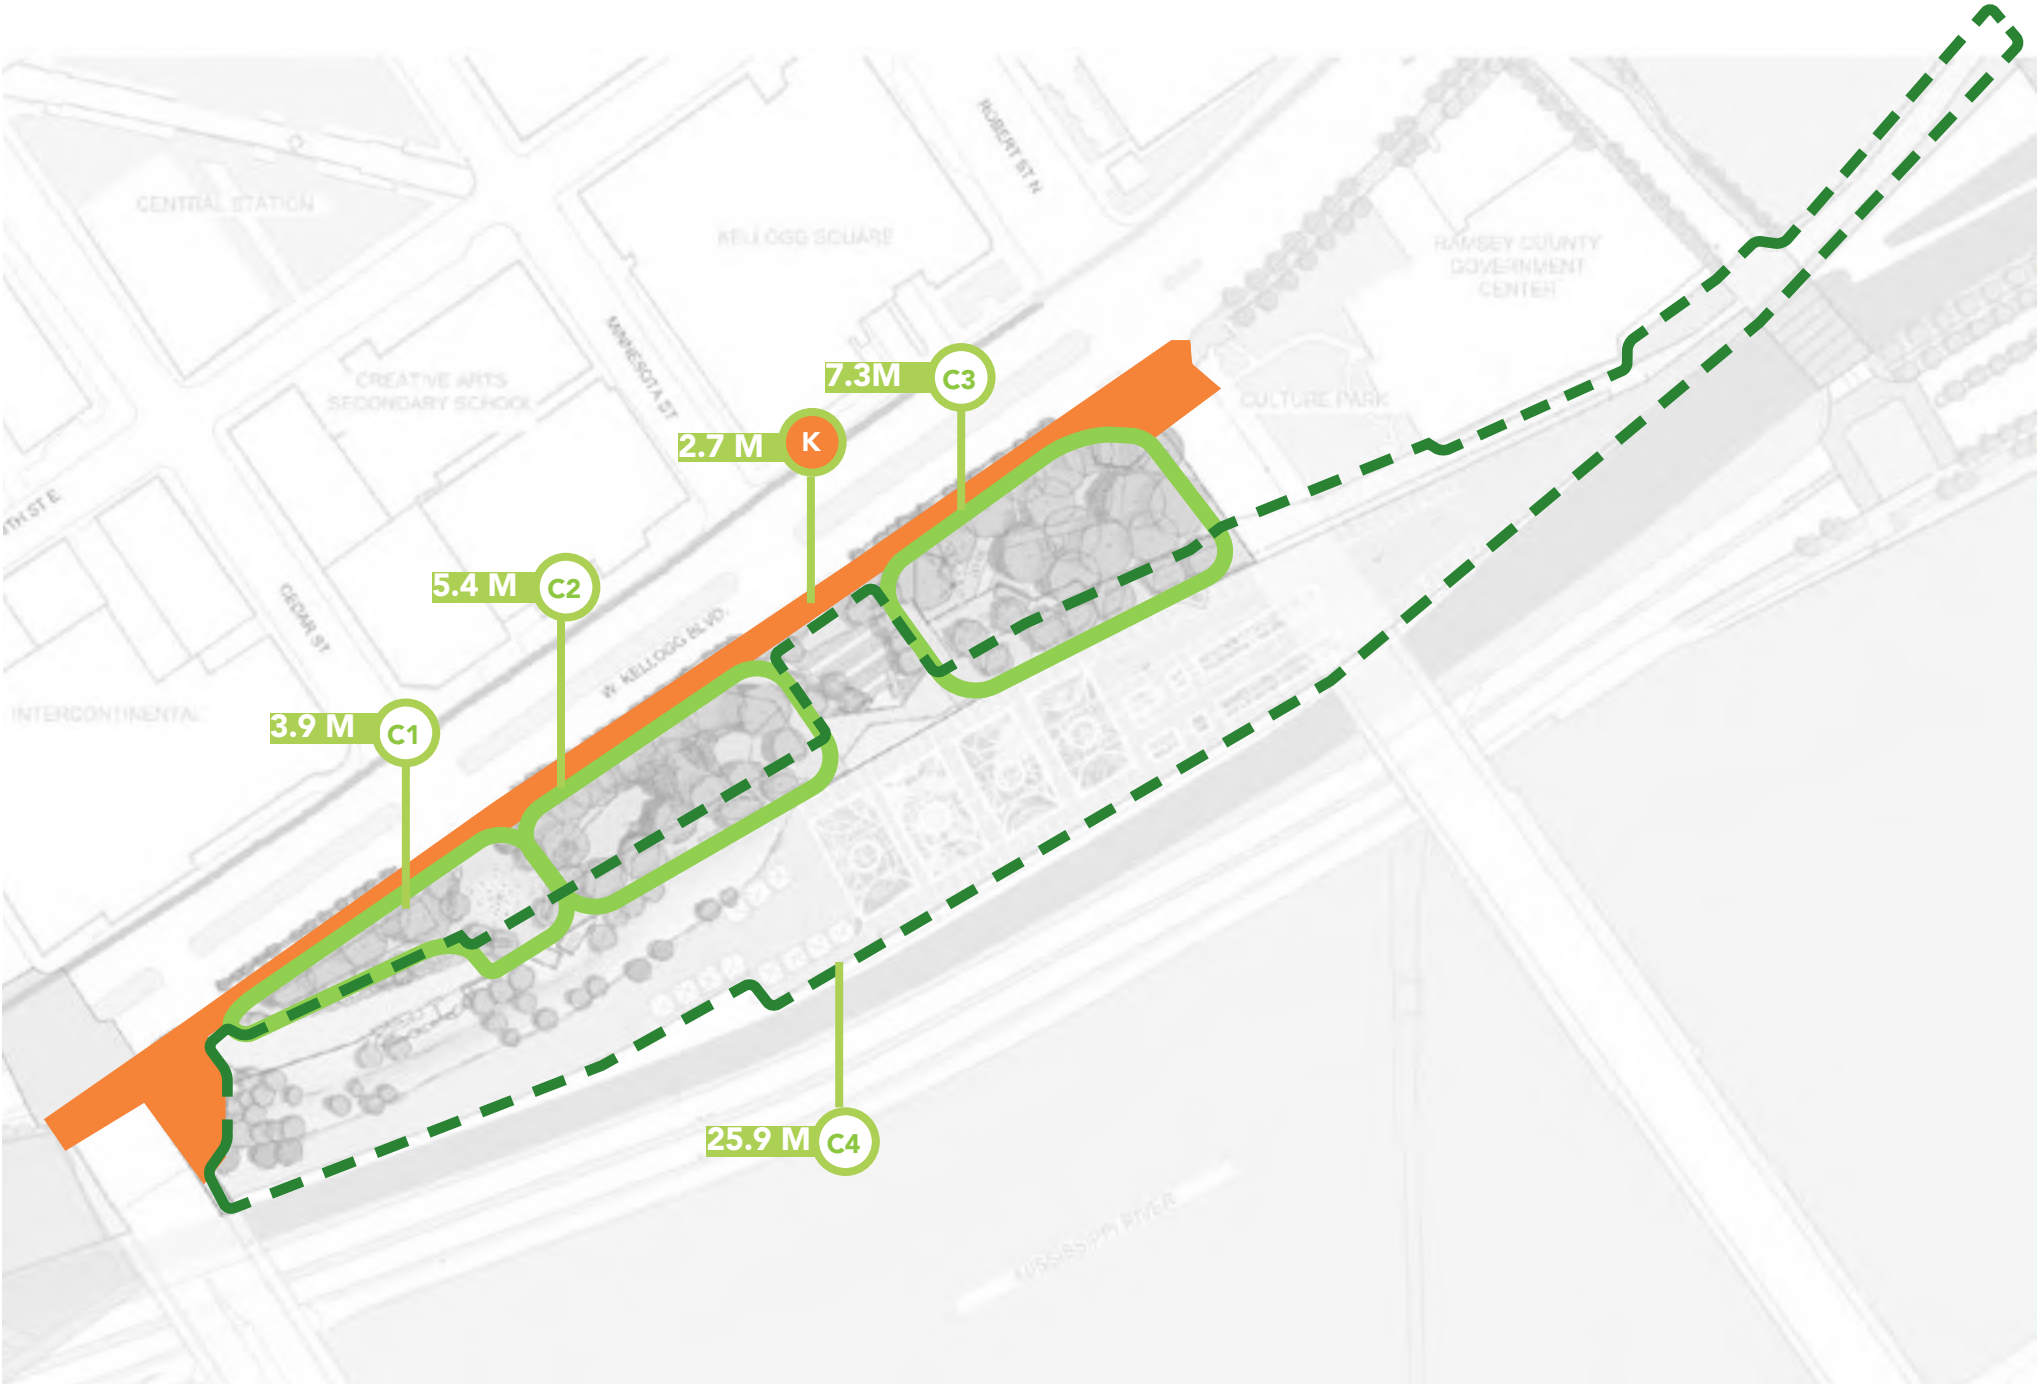 ROBERT ST N
CENTRAL STATION
KELLOGG SQUARE
RAMSEY COUNTY
GOVERNMENT
CENTER
MINNESOTA ST
7.3M
C3
CREATIVE ARTS
SECONDARY SCHOOL
CULTURE PARK
2.7 M
K
TH ST E
5.4 M
C2
CEDAR ST
W. KELLOGG BLVD.
INTERCONTINENTAL
3.9 M
C1
25.9 M
C4
MISSISSIPPI RIVER